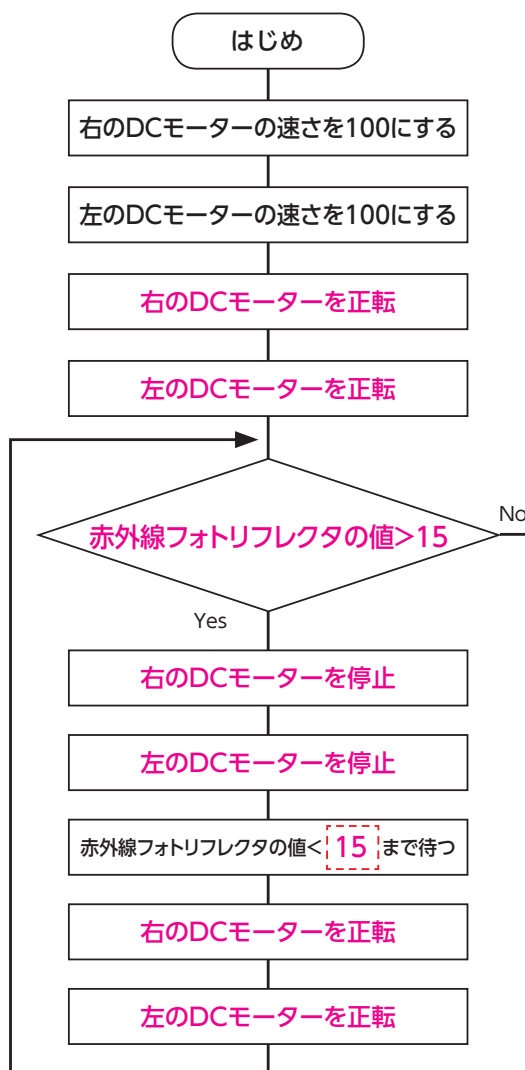 はじめ
右のDCモーターの速さを100にする
左のDCモーターの速さを100にする
右のDCモーターを正転
左のDCモーターを正転
赤外線フォトリフレクタの値>15
No
Yes
右のDCモーターを停止
左のDCモーターを停止
赤外線フォトリフレクタの値< 15 まで待つ
右のDCモーターを正転
左のDCモーターを正転